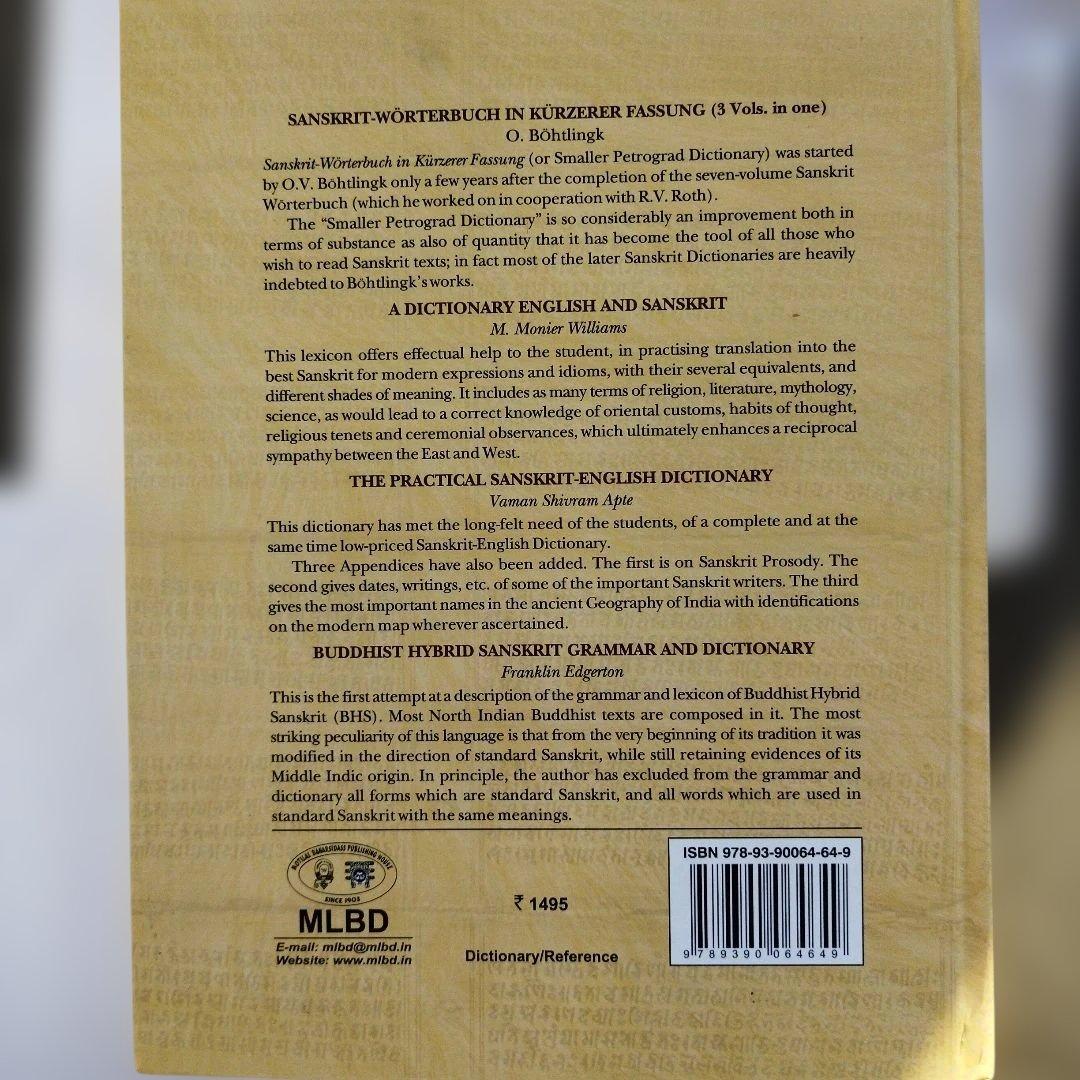 SANSKRIT-WÖRTERBUCH IN KÜRZERER FASSUNG (3 Vols. in one)
O. Böhtlingk
Sanskrit-Wörterbuch in Kürzerer Fassung (or Smaller Petrograd Dictionary) was started
by O.V. Böhtlingk only a few years after the completion of the seven-volume Sanskrit
Wörterbuch (which he worked on in cooperation with R.V. Roth).
The “Smaller Petrograd Dictionary” is so considerably an improvement both in
terms of substance as also of quantity that it has become the tool of all those who
wish to read Sanskrit texts; in fact most of the later Sanskrit Dictionaries are heavily
indebted to Böhtlingk's works.
A DICTIONARY ENGLISH AND SANSKRIT
M. Monier Williams
This lexicon offers effectual help to the student, in practising translation into the
best Sanskrit for modern expressions and idioms, with their several equivalents, and
different shades of meaning. It includes as many terms of religion, literature, mythology,
science, as would lead to a correct knowledge of oriental customs, habits of thought,
religious tenets and ceremonial observances, which ultimately enhances a reciprocal
sympathy between the East and West.
THE PRACTICAL SANSKRIT-ENGLISH DICTIONARY
Vaman Shivram Apte
This dictionary has met the long-felt need of the students, of a complete and at the
same time low-priced Sanskrit-English Dictionary.
Three Appendices have also been added. The first is on Sanskrit Prosody. The
second gives dates, writings, etc. of some of the important Sanskrit writers. The third
gives the most important names in the ancient Geography of India with identifications
on the modern map wherever ascertained.
BUDDHIST HYBRID SANSKRIT GRAMMAR AND DICTIONARY
Franklin Edgerton
This is the first attempt at a description of the grammar and lexicon of Buddhist Hybrid
Sanskrit (BHS). Most North Indian Buddhist texts are composed in it. The most
striking peculiarity of this language is that from the very beginning of its tradition it was
modified in the direction of standard Sanskrit, while still retaining evidences of its
Middle Indic origin. In principle, the author has excluded from the grammar and
dictionary all forms which are standard Sanskrit, and all words which are used in
standard Sanskrit with the same meanings.
MOTILAL BANARSIDASS PUBLISHING HOUSE
SINCE 1903
MLBD
E-mail: mlbd@mlbd.in
Website: www.mlbd.in
₹ 1495
Dictionary/Reference
ISBN 978-93-90064-64-9
9 789390 064649